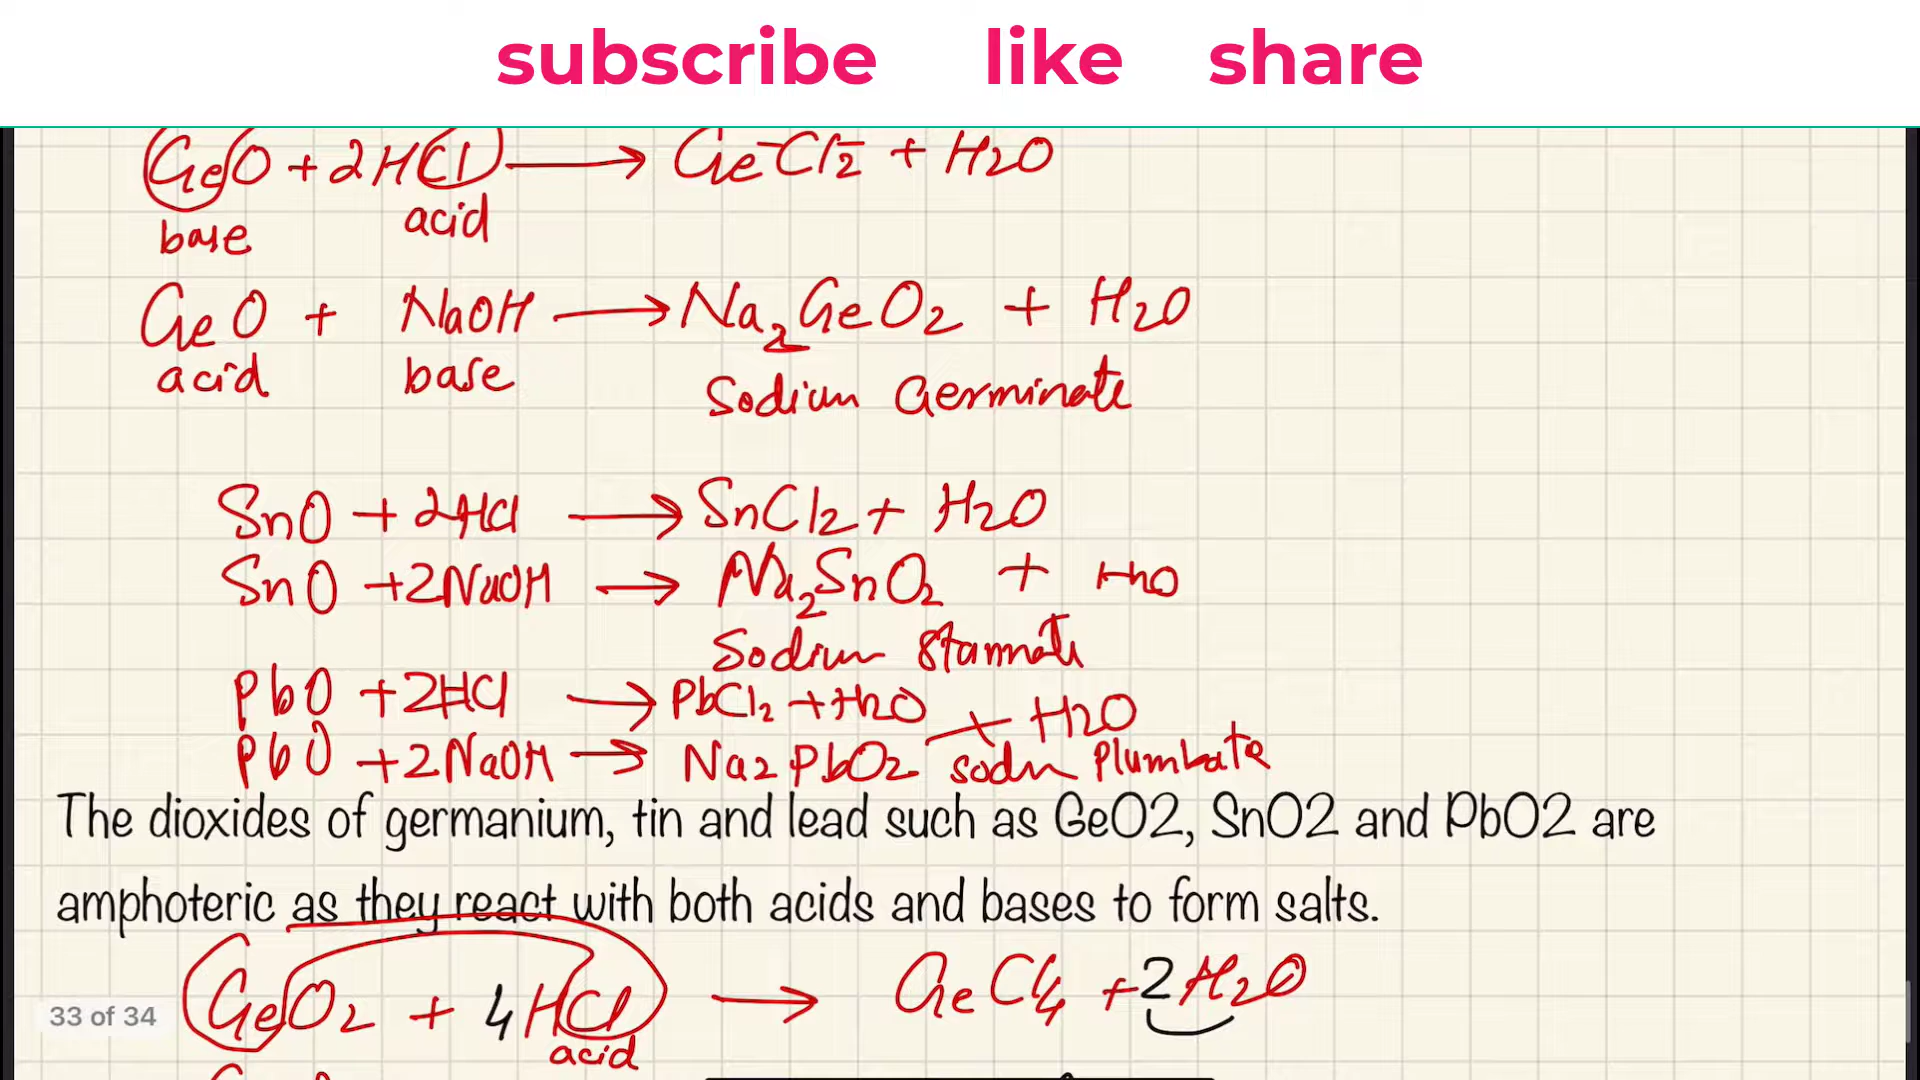 subscribe like share
GeO + 2HCl → GeCl2 + H2O
base acid
GeO + NaOH → Na2GeO2 + H2O
acid base
Sodium Germinate
SnO + 2HCl → SnCl2 + H2O
SnO + 2NaOH → Na2SnO2 +
Sodium
PbO + 2HCl → PbCl2 + H2O
PbO + 2NaOH → Na2PbO2 + H2O
Plumbate
The dioxides of germanium, tin and lead such as GeO2, SnO2 and PbO2 are
amphoteric as they react with both acids and bases to form salts.
GeO2 + 4HCl → GeCl4 + 2H2O
acid
33 of 34